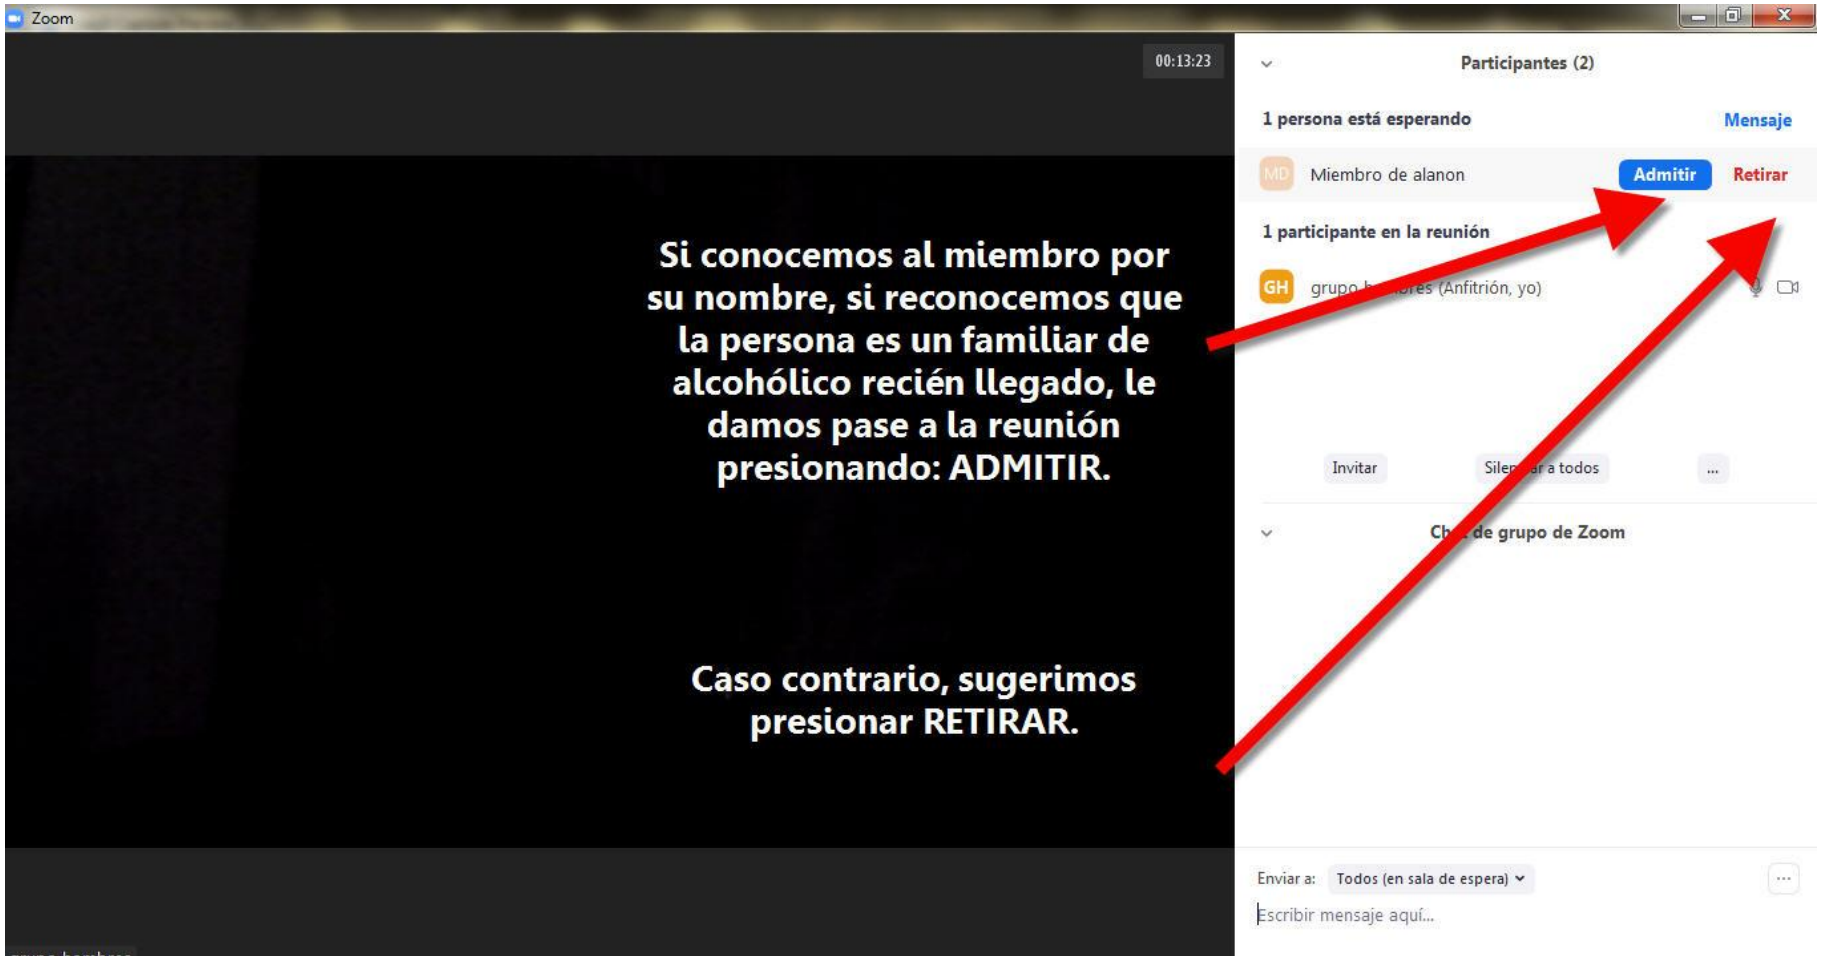 Zoom
00:13:23
Si conocemos al miembro por
su nombre, si reconocemos que
la persona es un familiar de
alcohólico recién llegado, le
damos pase a la reunión
presionando: ADMITIR.
Caso contrario, sugerimos
presionar RETIRAR.
Participantes (2)
1 persona está esperando
Mensaje
MD
Miembro de alanon
Admitir
Retirar
1 participante en la reunión
GH
grupo (Anfitrión, yo)
Invitar
a todos
...
de grupo de Zoom
Enviar a:
Todos (en sala de espera)
...
Escribir mensaje aquí...